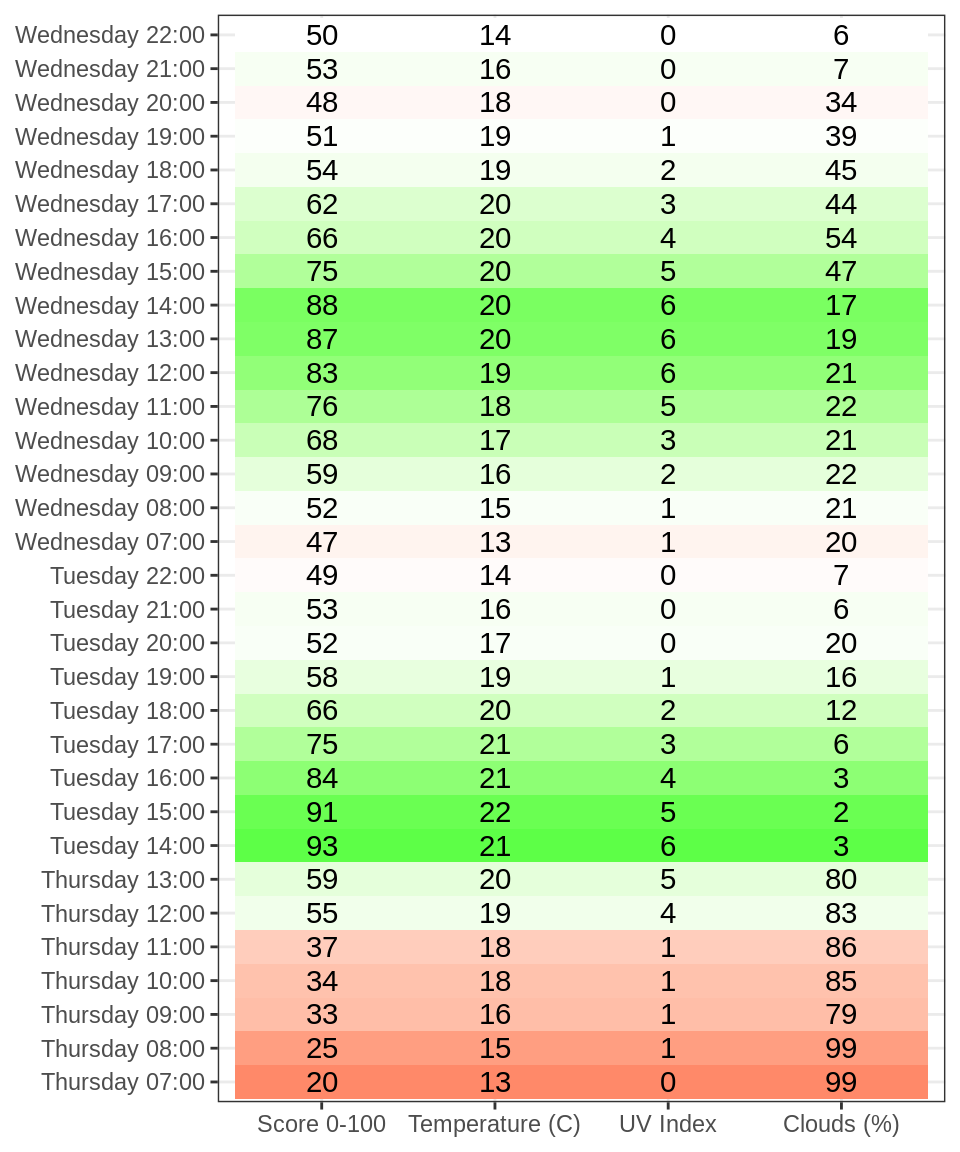 Wednesday 22:00 50 14 0 6
Wednesday 21:00 53 16 0 7
Wednesday 20:00 48 18 0 34
Wednesday 19:00 51 19 1 39
Wednesday 18:00 54 19 2 45
Wednesday 17:00 62 20 3 44
Wednesday 16:00 66 20 4 54
Wednesday 15:00 75 20 5 47
Wednesday 14:00 88 20 6 17
Wednesday 13:00 87 20 6 19
Wednesday 12:00 83 19 6 21
Wednesday 11:00 76 18 5 22
Wednesday 10:00 68 17 3 21
Wednesday 09:00 59 16 2 22
Wednesday 08:00 52 15 1 21
Wednesday 07:00 47 13 1 20
Tuesday 22:00 49 14 0 7
Tuesday 21:00 53 16 0 6
Tuesday 20:00 52 17 0 20
Tuesday 19:00 58 19 1 16
Tuesday 18:00 66 20 2 12
Tuesday 17:00 75 21 3 6
Tuesday 16:00 84 21 4 3
Tuesday 15:00 91 22 5 2
Tuesday 14:00 93 21 6 3
Thursday 13:00 59 20 5 80
Thursday 12:00 55 19 4 83
Thursday 11:00 37 18 1 86
Thursday 10:00 34 18 1 85
Thursday 09:00 33 16 1 79
Thursday 08:00 25 15 1 99
Thursday 07:00 20 13 0 99
Score 0-100 Temperature (C) UV Index Clouds (%)